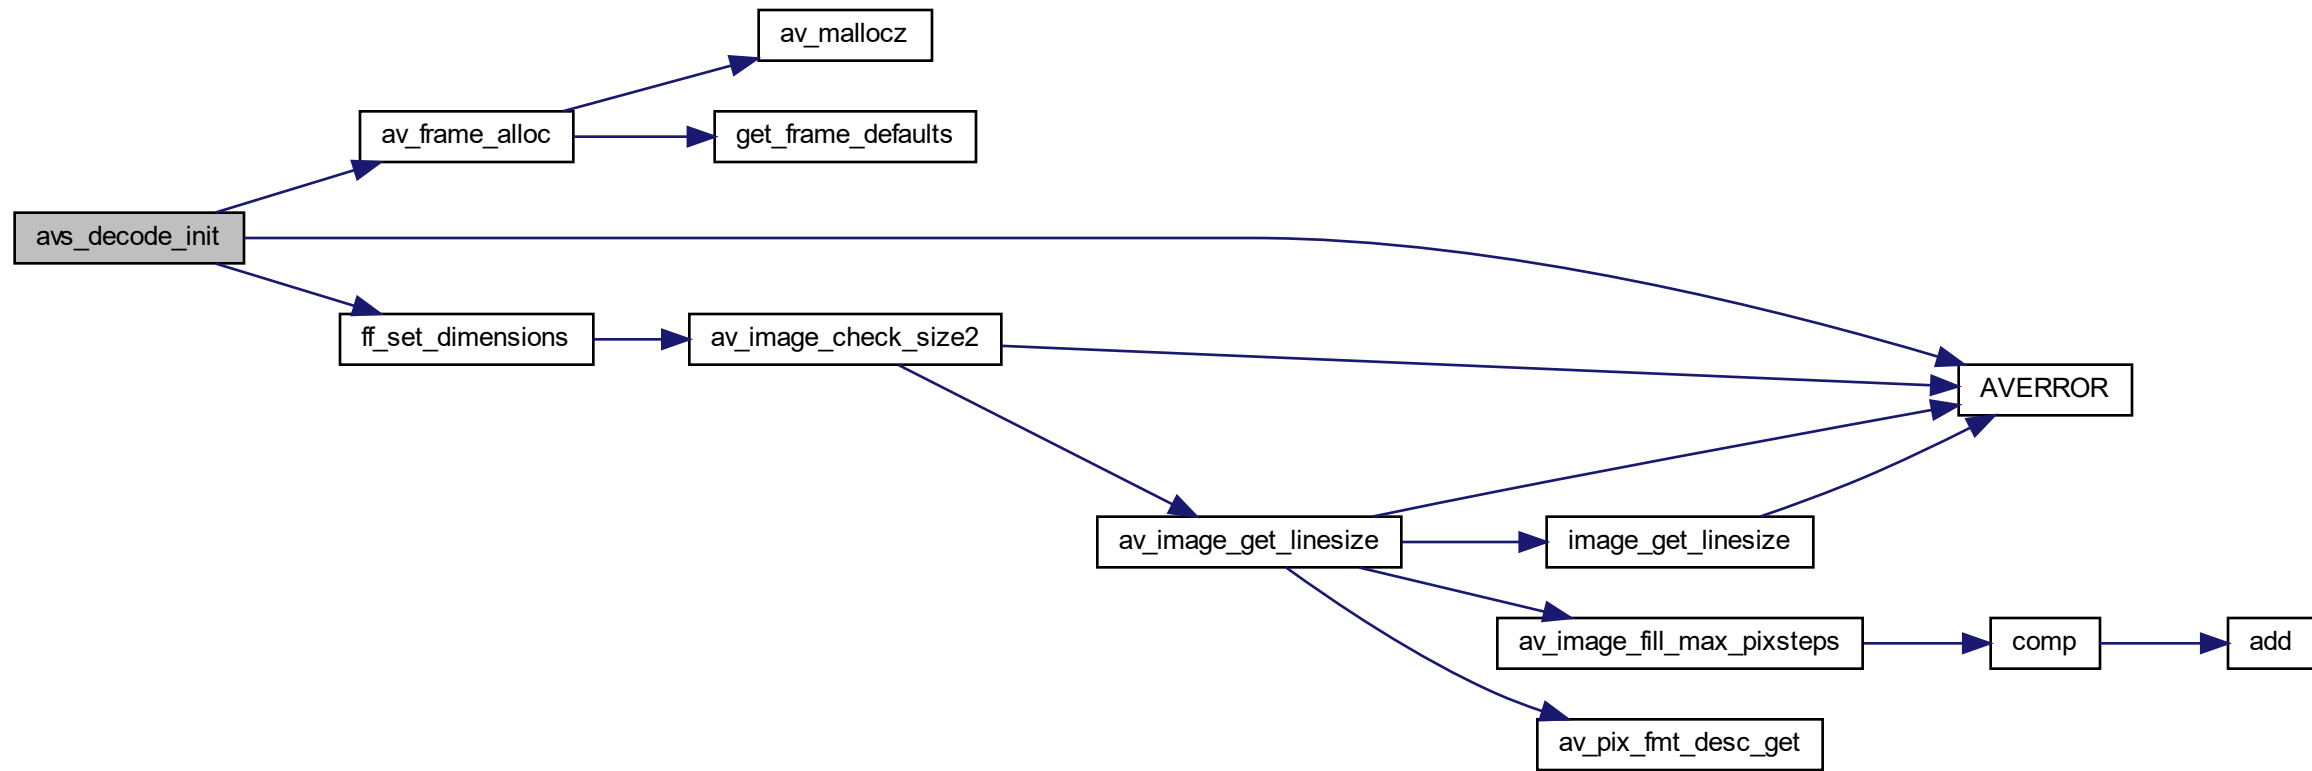 av_mallocz
av_frame_alloc
get_frame_defaults
avs_decode_init
ff_set_dimensions
av_image_check_size2
AVERROR
av_image_get_linesize
image_get_linesize
av_image_fill_max_pixsteps
comp
add
av_pix_fmt_desc_get